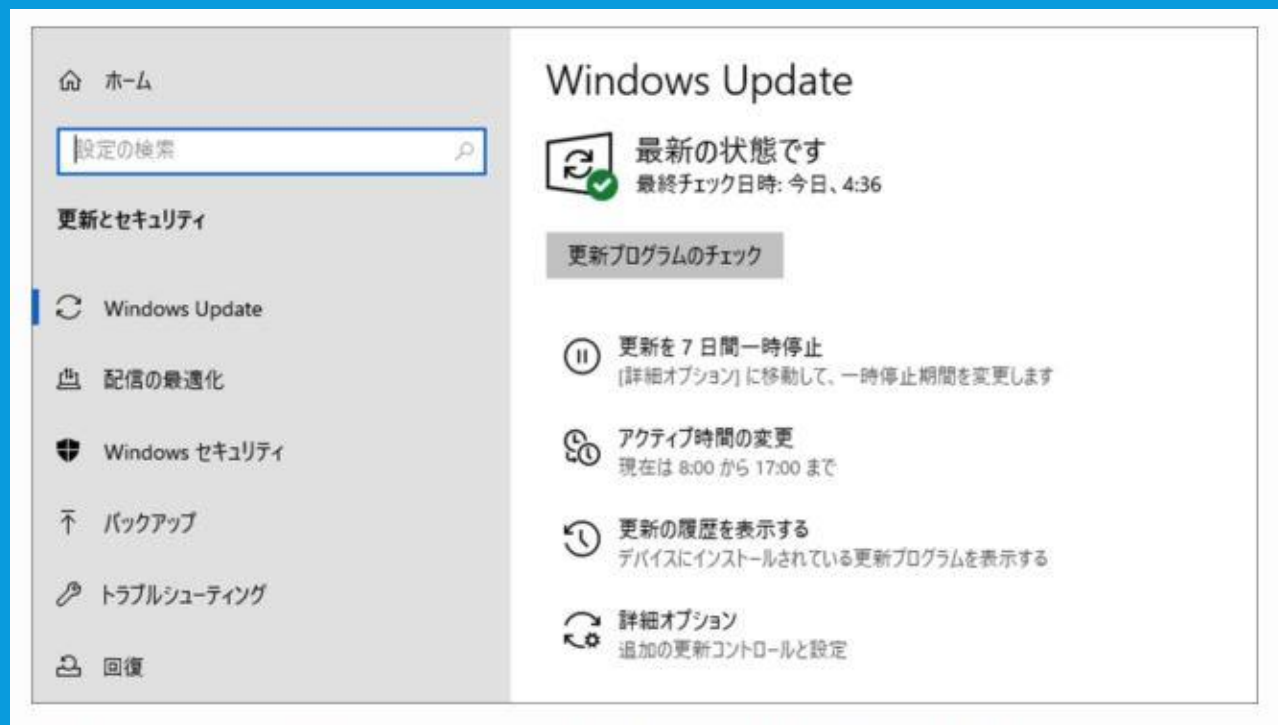 ホーム
設定の検索
更新とセキュリティ
Windows Update
配信の最適化
Windows セキュリティ
バックアップ
トラブルシューティング
回復
Windows Update
最新の状態です
最終チェック日時: 今日、4:36
更新プログラムのチェック
更新を 7 日間一時停止
[詳細オプション] に移動して、一時停止期間を変更します
アクティブ時間の変更
現在は 8:00 から 17:00 まで
更新の履歴を表示する
デバイスにインストールされている更新プログラムを表示する
詳細オプション
追加の更新コントロールと設定